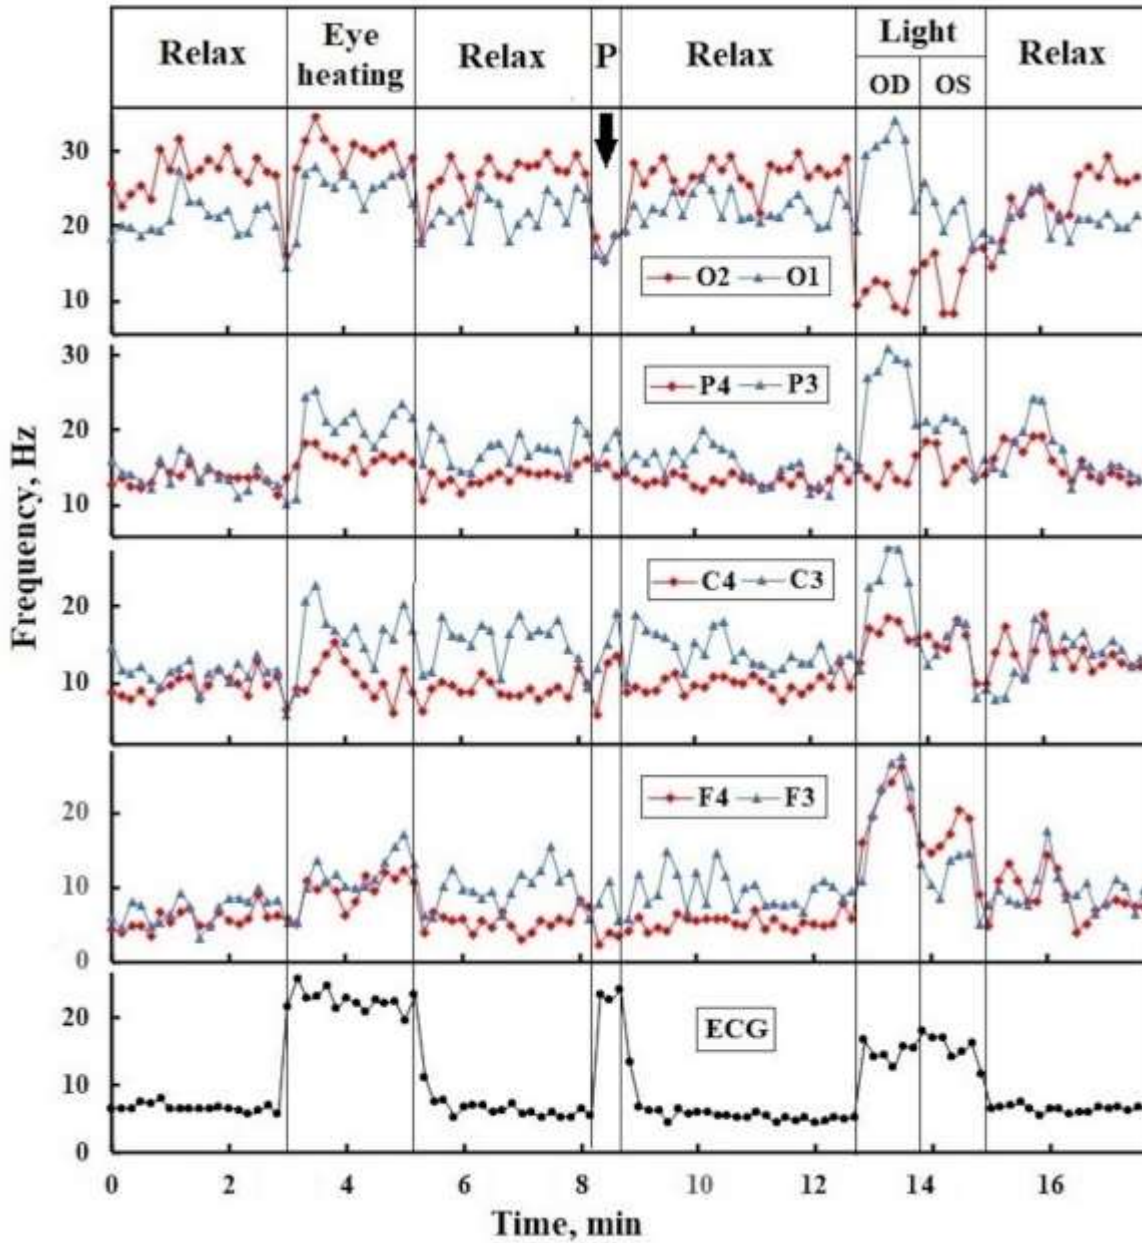 Relax Eye heating Relax P Relax Light Relax
OD OS
30
20
10
O2 O1
30
20
10
P4 P3
20
10
C4 C3
20
10
0
F4 F3
20
10
0
ECG
0 2 4 6 8 10 12 14 16
Frequency, Hz
Time, min